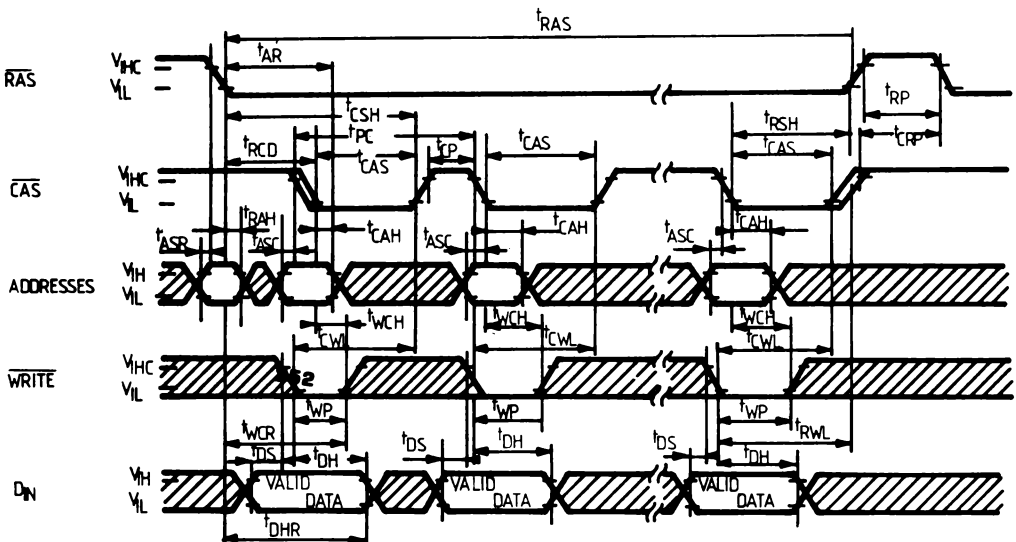 tRAS
tAR
RAS
VIHC
VIL
tRP
tCSH
tPC
tRSH
tCRP
tRCD
tCAS
tCP
tCAS
tCAS
CAS
VIHC
VIL
tRAH
tCAH
tCAH
tCAH
tASR
tASC
tASC
tASC
ADDRESSES
VIH
VIL
tWCH
tWCH
tWCH
tCWL
tCWL
tCWL
WRITE
VIHC
VIL
tWP
tWP
tWP
tWCR
tRWL
tDS
tDH
tDS
tDH
tDS
tDH
DIN
VIH
VIL
VALID DATA
VALID DATA
VALID DATA
tDHR